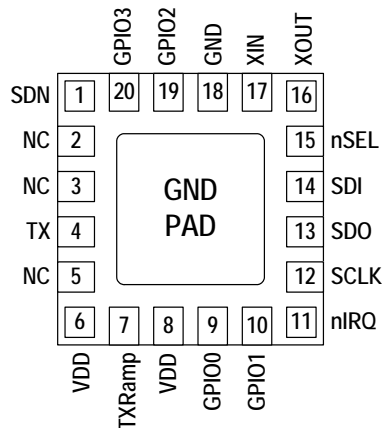 GPIO3 GPIO2 GND XIN XOUT
20 19 18 17 16
SDN 1
NC 2
NC 3
TX 4
NC 5
6
VDD
GND
PAD
15 nSEL
14 SDI
13 SDO
12 SCLK
11 nIRQ
7 8 9 10
TXRamp VDD GPIO0 GPIO1